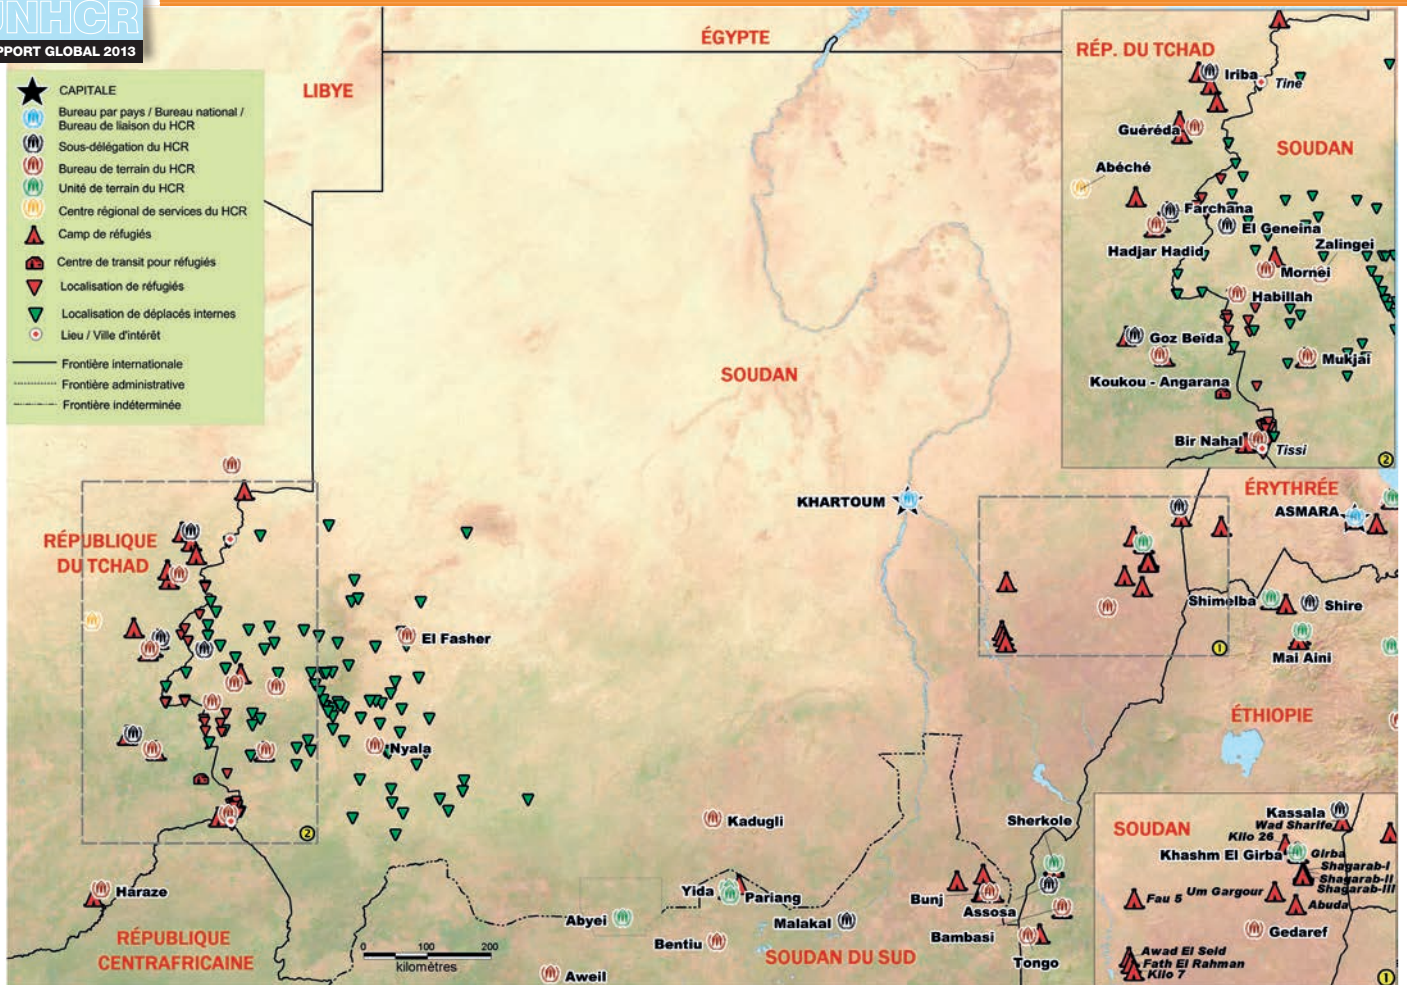 UNHCR
PPORT GLOBAL 2013
CAPITALE
Bureau par pays / Bureau national /
Bureau de liaison du HCR
Sous-délégation du HCR
Bureau de terrain du HCR
Unité de terrain du HCR
Centre régional de services du HCR
Camp de réfugiés
Centre de transit pour réfugiés
Localisation de réfugiés
Localisation de déplacés internes
Lieu / Ville d'intérêt
Frontière internationale
Frontière administrative
Frontière indéterminée
LIBYE
ÉGYPTE
SOUDAN
KHARTOUM
RÉPUBLIQUE
DU TCHAD
El Fasher
Nyala
2
Haraze
RÉPUBLIQUE
CENTRAFRICAINE
0 100 200
kilomètres
Kadugli
Abyei
Yida
Pariang
Bentiu
Aweil
Malakal
SOUDAN DU SUD
Bunj
Assosa
Bambasi
Tongo
Sherkole
1
ÉRYTHRÉE
ASMARA
Shimelba
Shire
Mai Aini
ÉTHIOPIE
RÉP. DU TCHAD
Iriba
Tine
Guéréda
SOUDAN
Abéché
Farchana
El Geneina
Hadjar Hadid
Zalingei
Mornei
Habillah
Goz Beïda
Mukjai
Koukou - Angarana
Bir Nahal
Tissi
2
SOUDAN
Kassala
Wad Sharife
Kilo 26
Khashm El Girba
Girba
Shagarab-I
Shagarab-II
Shagarab-III
Fau 5
Um Gargour
Abuda
Gedaref
Awad El Seid
Fath El Rahman
Kilo 7
1